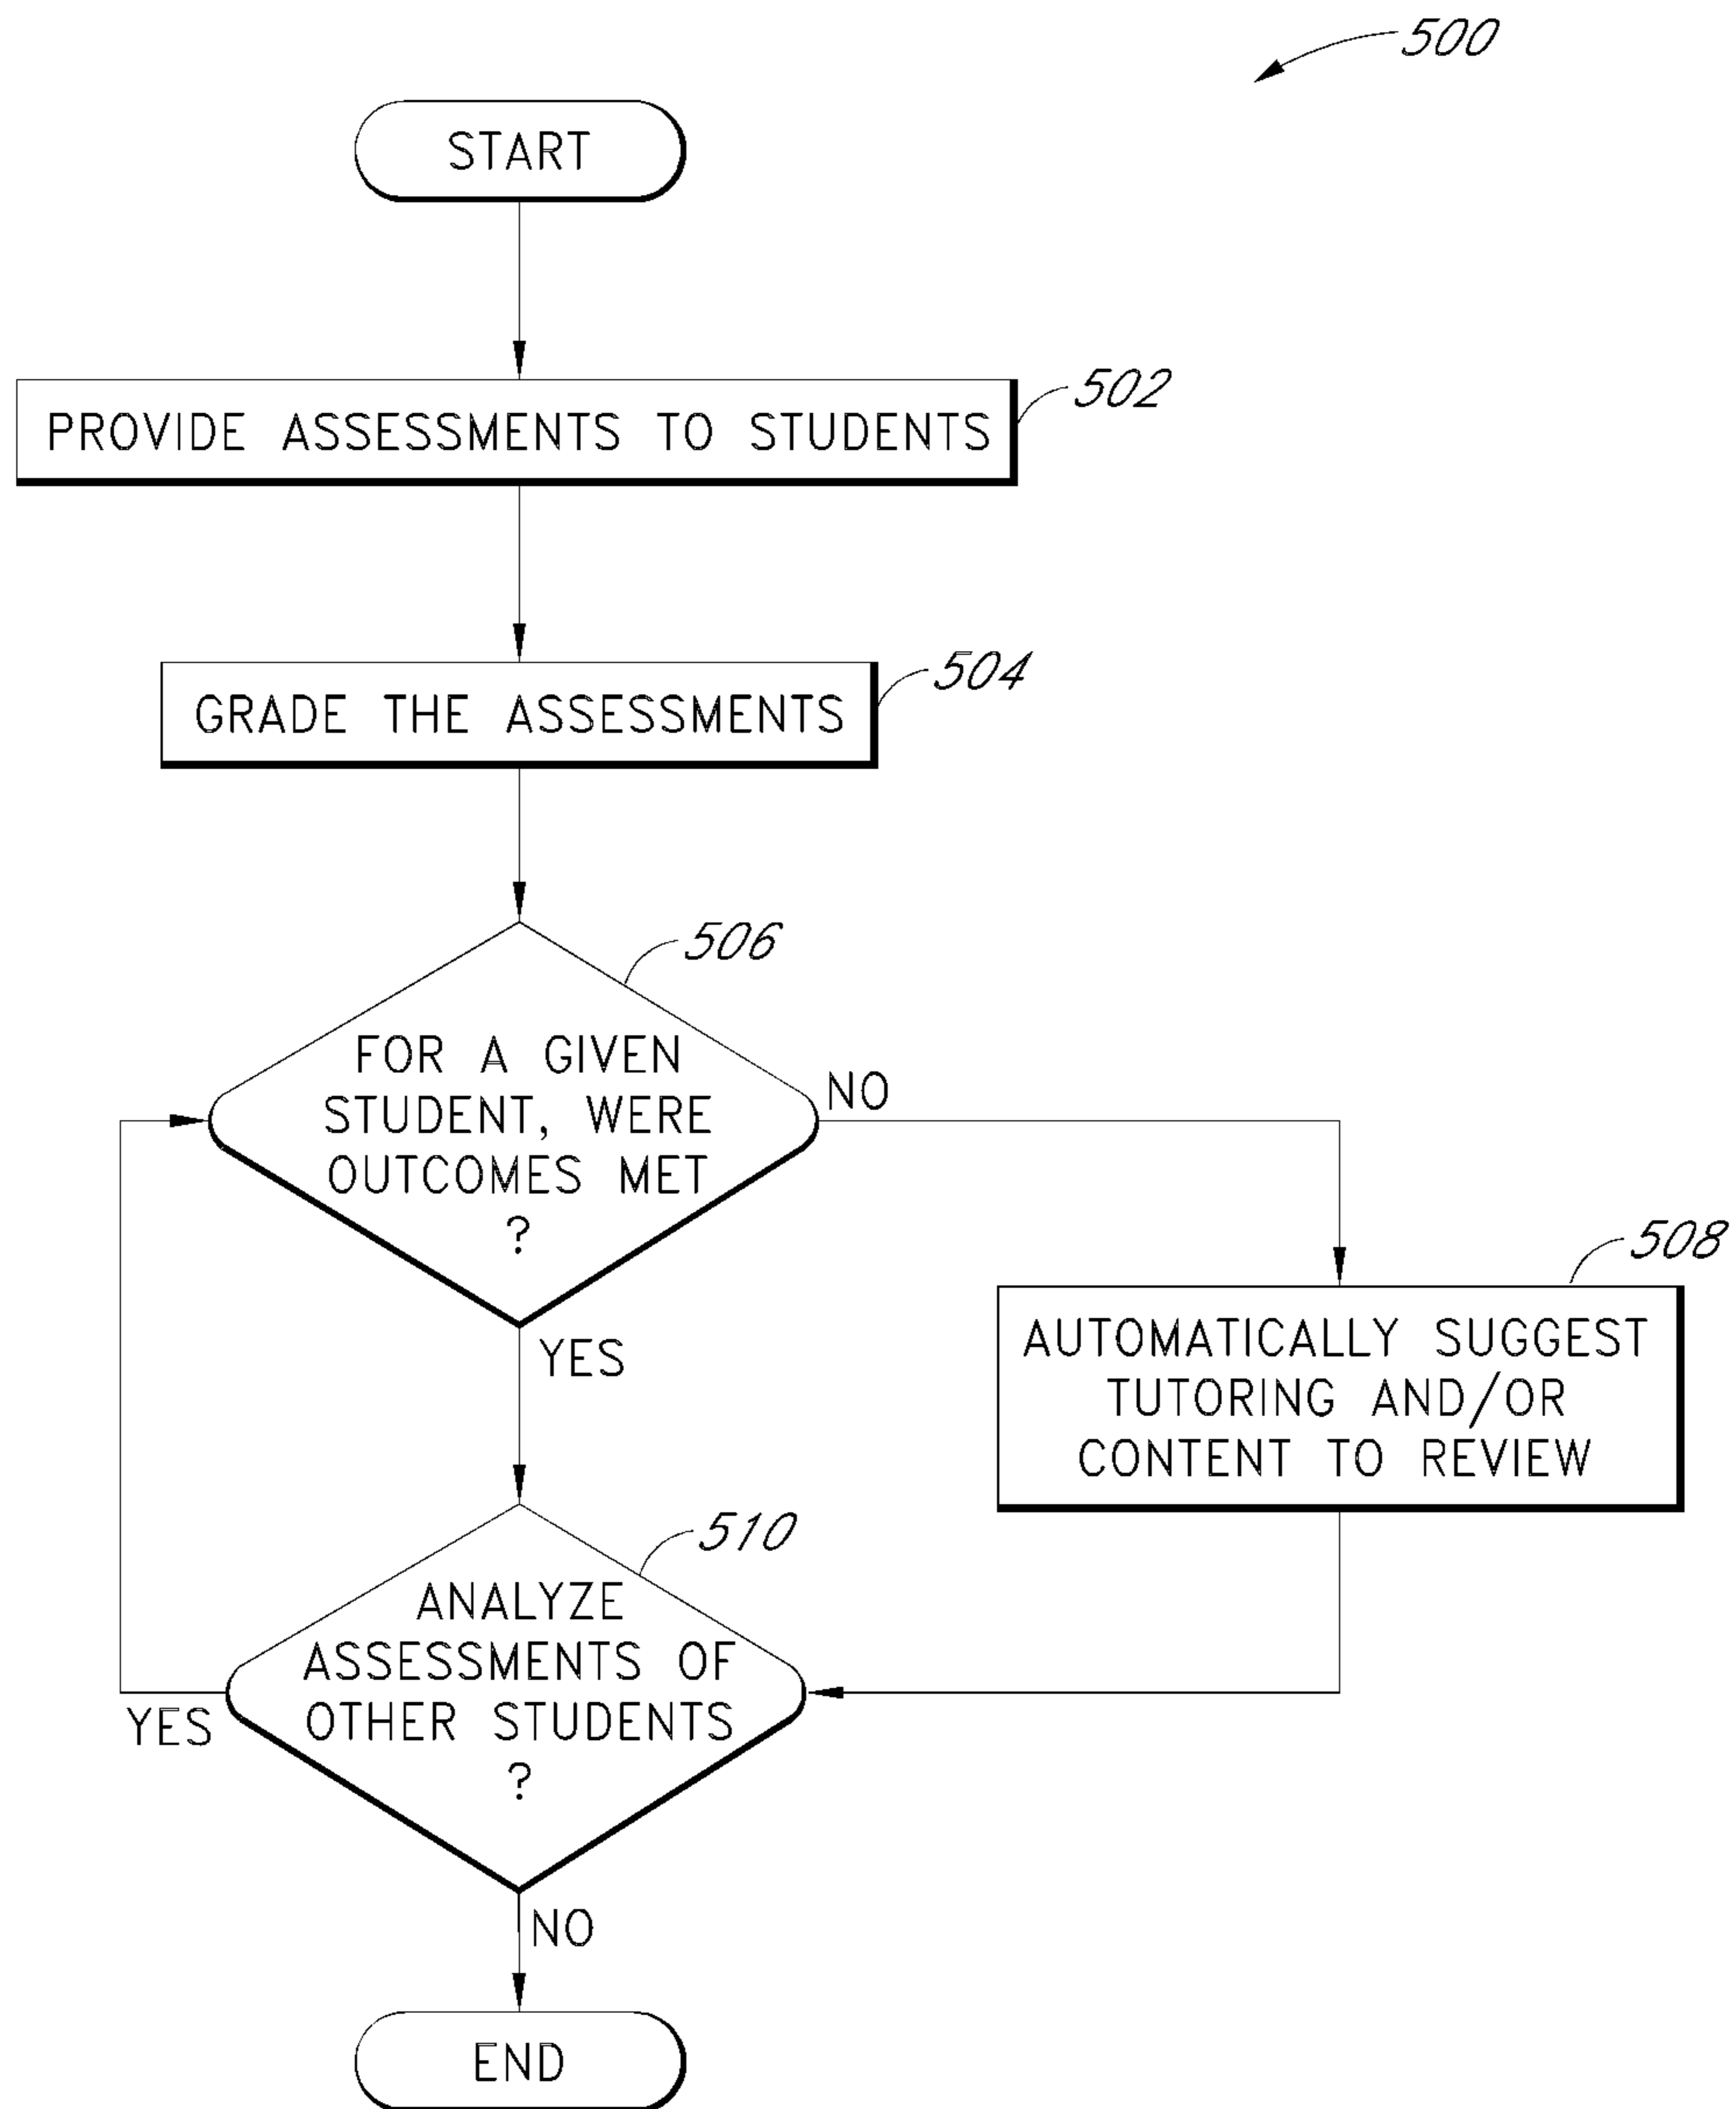 500
START
PROVIDE ASSESSMENTS TO STUDENTS
502
GRADE THE ASSESSMENTS
504
506
FOR A GIVEN
STUDENT, WERE
OUTCOMES MET
?
NO
YES
508
AUTOMATICALLY SUGGEST
TUTORING AND/OR
CONTENT TO REVIEW
510
ANALYZE
ASSESSMENTS OF
OTHER STUDENTS
?
YES
NO
END